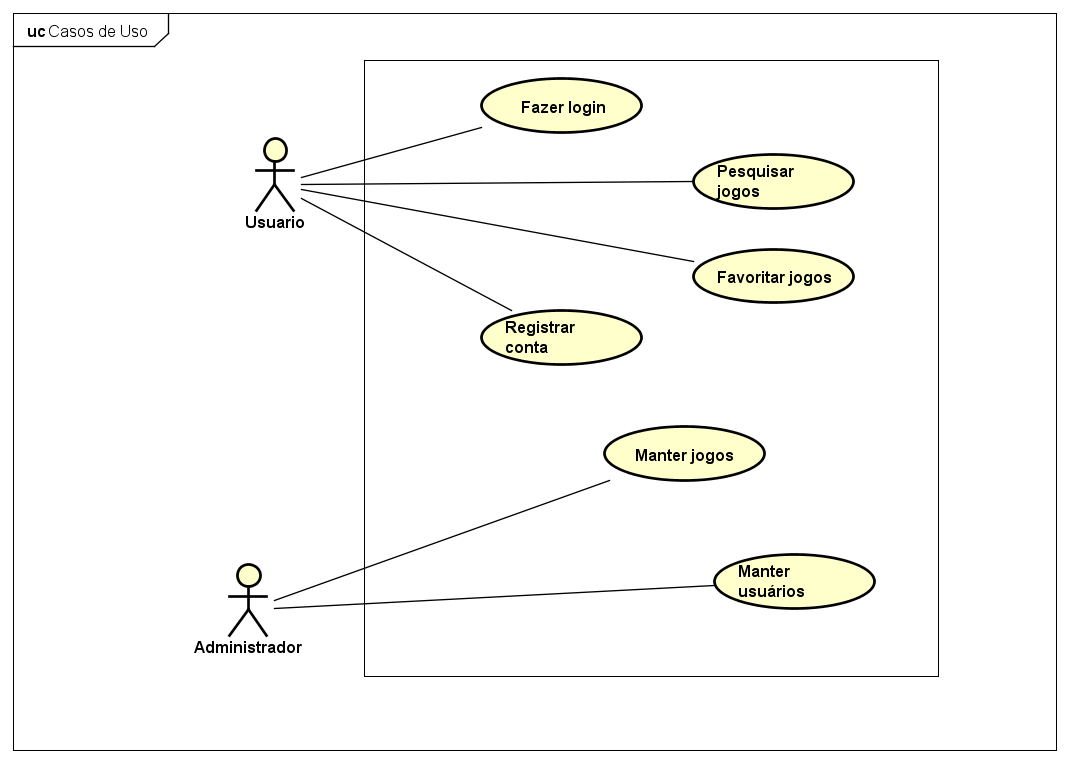 uc Casos de Uso
Fazer login
Pesquisar
jogos
Usuario
Favoritar jogos
Registrar
conta
Manter jogos
Manter
usuários
Administrador